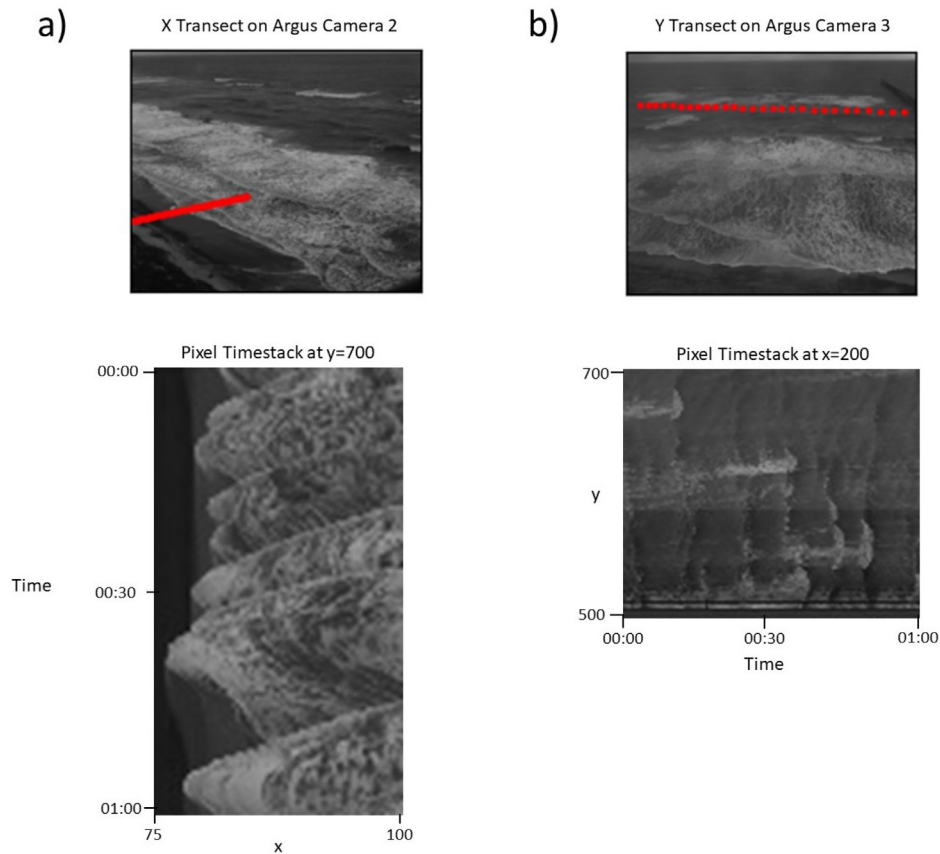 a)
X Transect on Argus Camera 2
Pixel Timestack at y=700
00:00
Time
00:30
01:00
75
100
x
b)
Y Transect on Argus Camera 3
Pixel Timestack at x=200
700
y
500
00:00
00:30
01:00
Time